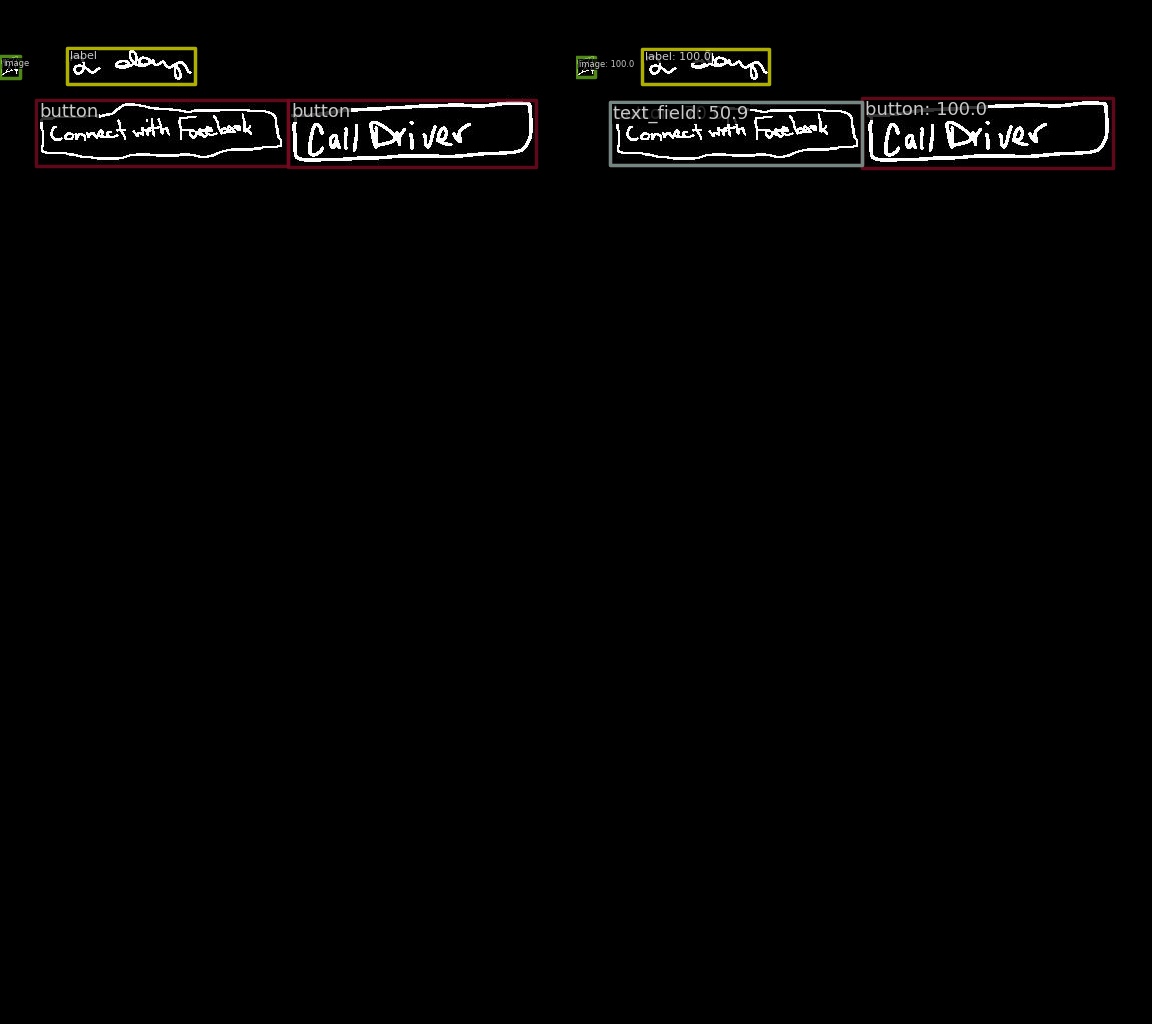 image label image: 100.0 label: 100.0
a
button button text_field: 50.9 button: 100.0
Connect with Facebook Call Driver Connect with Facebook Call Driver